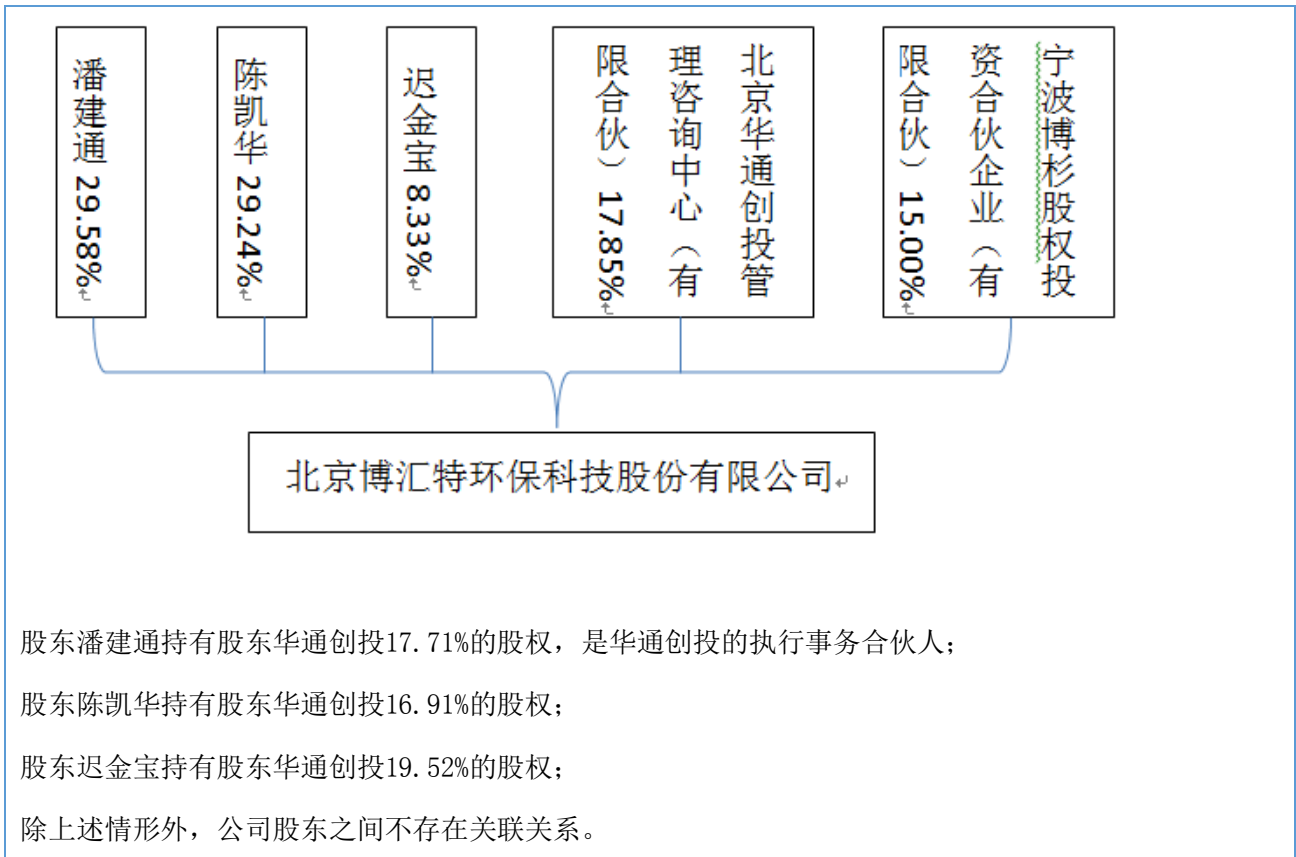 潘建通 29.58%
陈凯华 29.24%
迟金宝 8.33%
北京华通创投管
理咨询中心（有
限合伙）17.85%
宁波博杉股权投
资合伙企业（有
限合伙）15.00%
北京博汇特环保科技股份有限公司
股东潘建通持有股东华通创投17.71%的股权，是华通创投的执行事务合伙人；
股东陈凯华持有股东华通创投16.91%的股权；
股东迟金宝持有股东华通创投19.52%的股权；
除上述情形外，公司股东之间不存在关联关系。